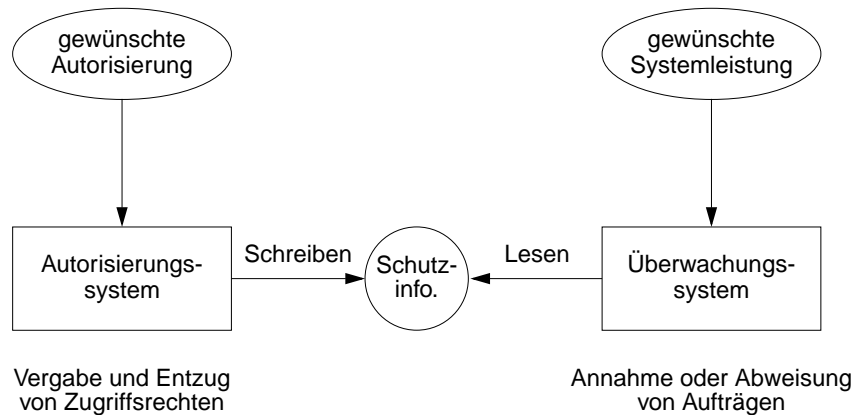 gewünschte
Autorisierung
gewünschte
Systemleistung
Autorisierungs-
system
Schreiben
Schutz-
info.
Lesen
Überwachungs-
system
Vergabe und Entzug
von Zugriffsrechten
Annahme oder Abweisung
von Aufträgen